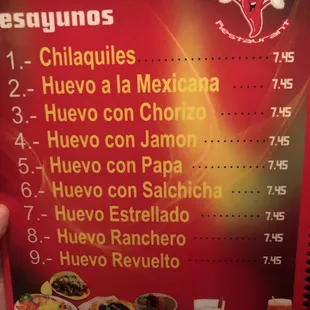 esayunos
Restaurant
1.- Chilaquiles 7.45
2.- Huevo a la Mexicana 7.45
3.- Huevo con Chorizo 7.45
4.- Huevo con Jamon 7.45
5.- Huevo con Papa 7.45
6.- Huevo con Salchicha 7.45
7.- Huevo Estrellado 7.45
8.- Huevo Ranchero 7.45
9.- Huevo Revuelto 7.45